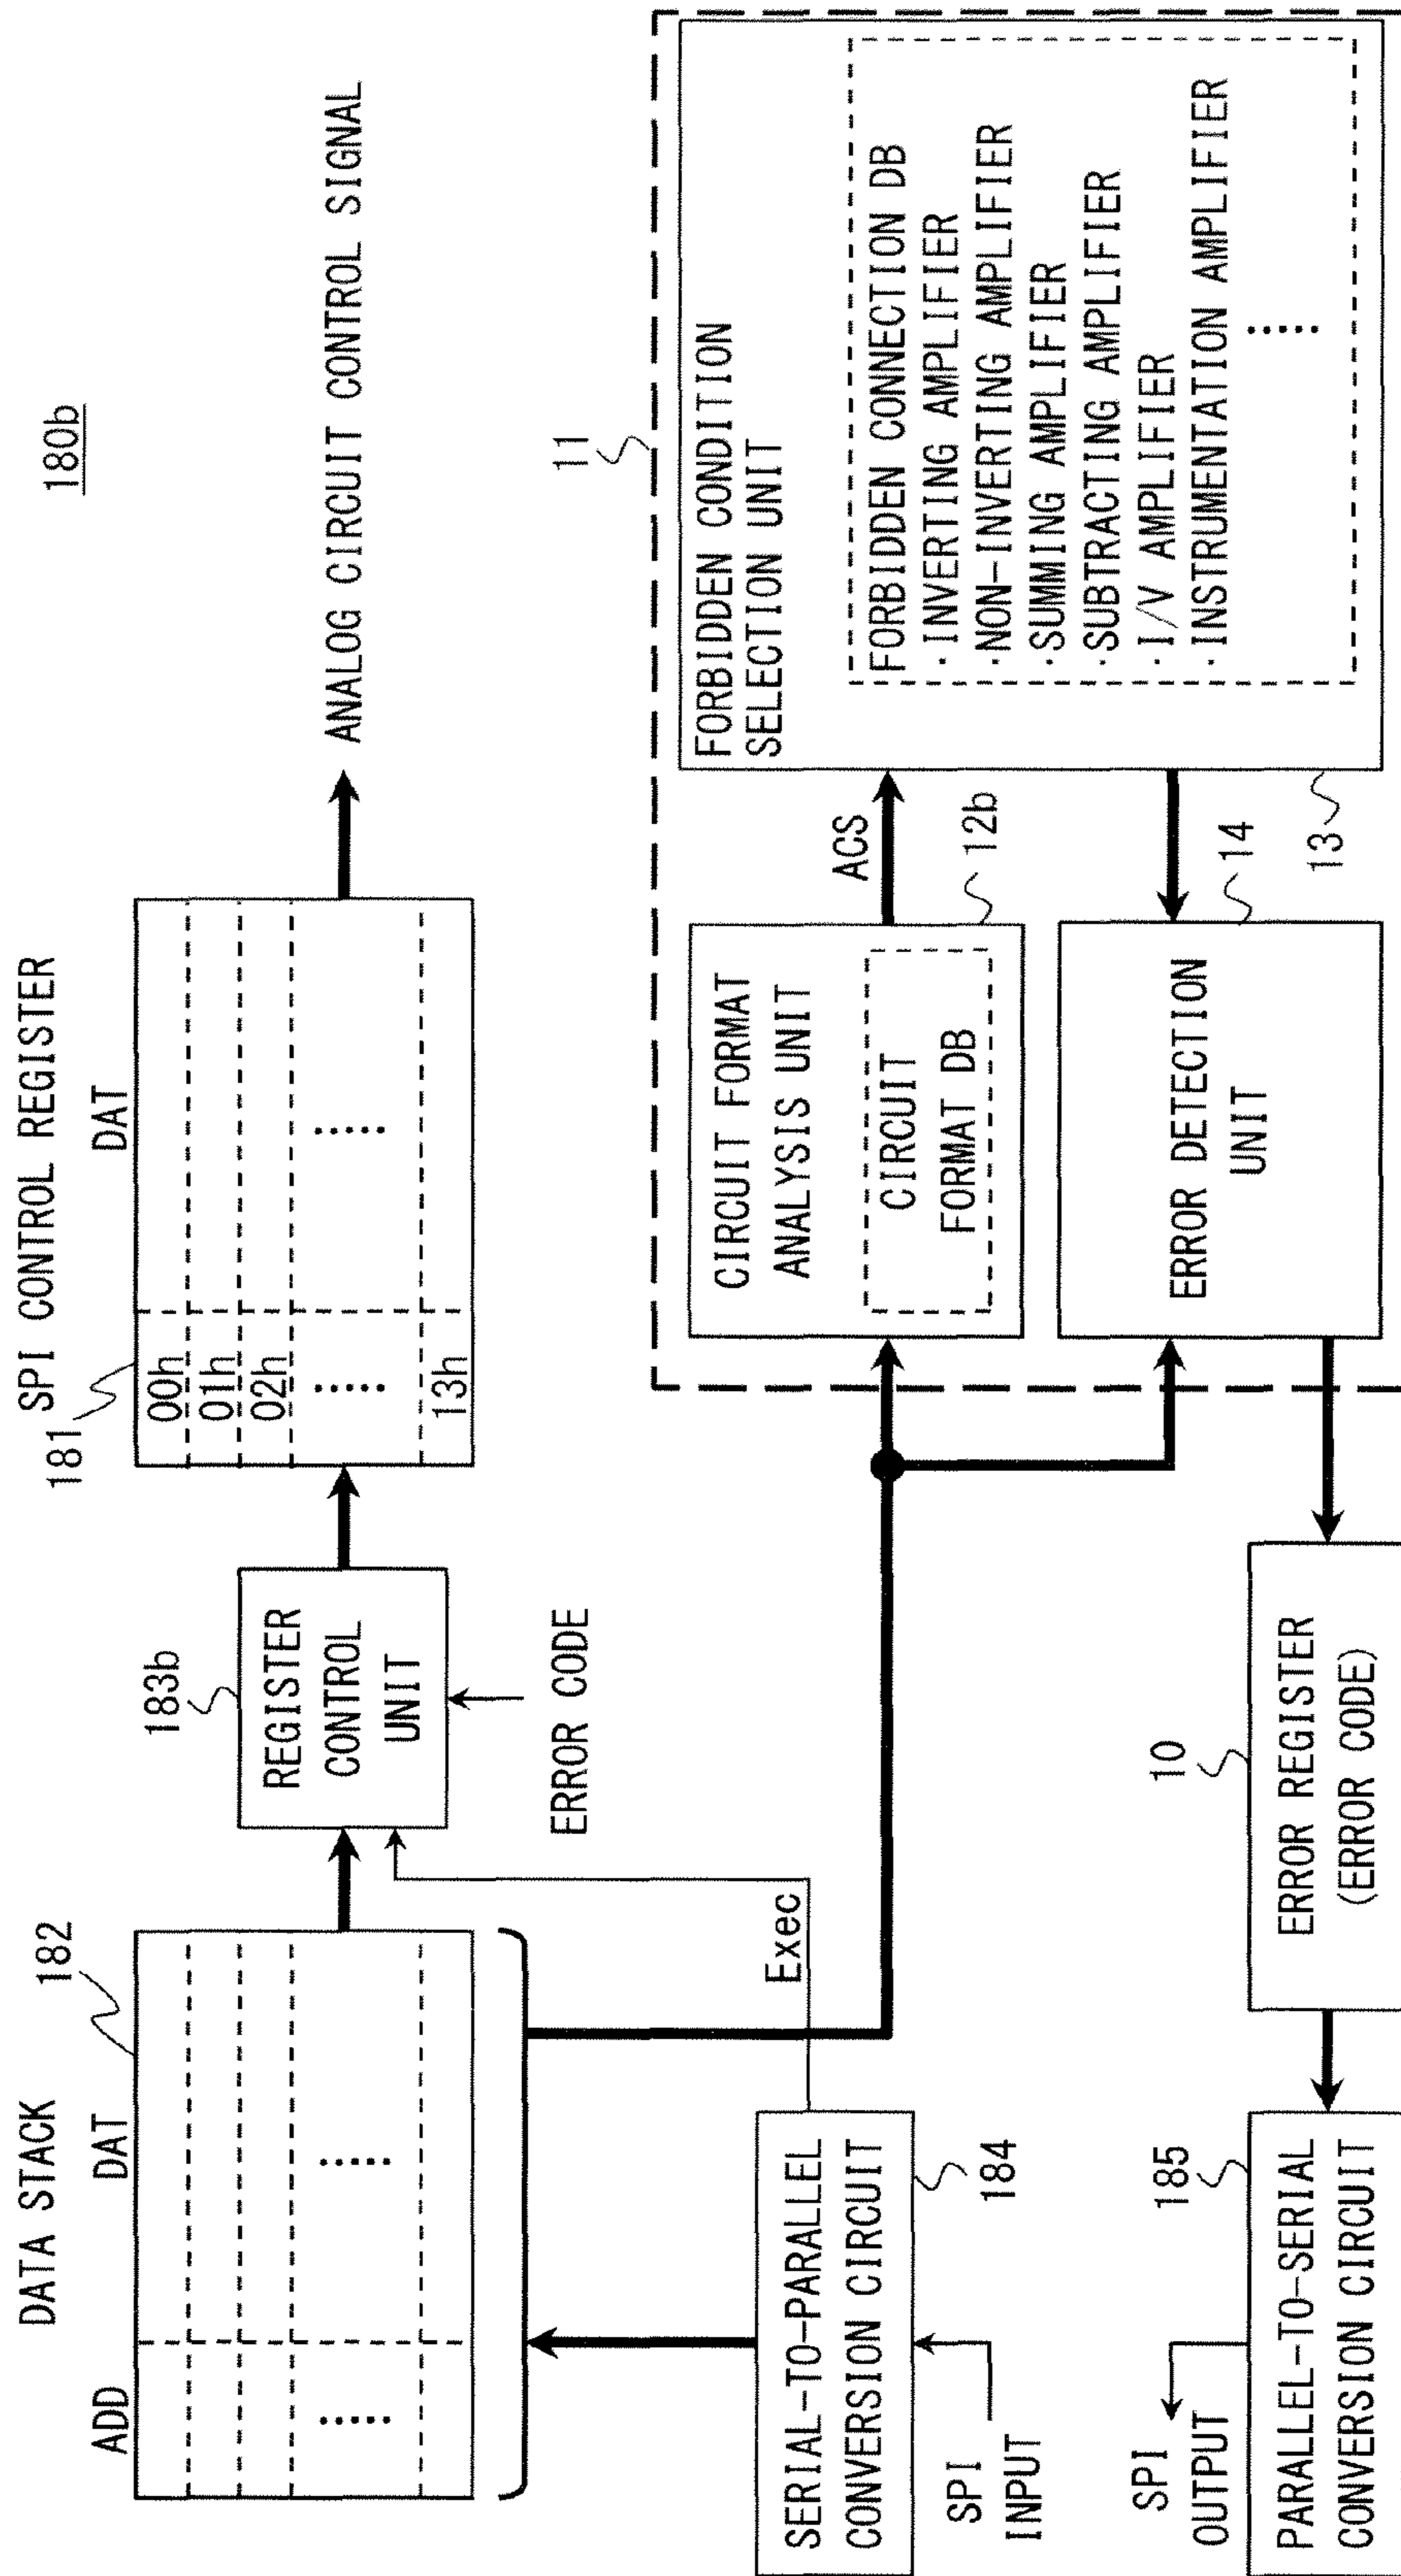 180b
DATA STACK
ADD
DAT
182
183b
REGISTER
CONTROL
UNIT
ERROR CODE
SPI CONTROL REGISTER
181
DAT
00h
01h
02h
13h
ANALOG CIRCUIT CONTROL SIGNAL
Exec
SERIAL-TO-PARALLEL
CONVERSION CIRCUIT
184
SPI
INPUT
11
CIRCUIT FORMAT
ANALYSIS UNIT
CIRCUIT
FORMAT DB
12b
ACS
FORBIDDEN CONDITION
SELECTION UNIT
FORBIDDEN CONNECTION DB
·INVERTING AMPLIFIER
·NON-INVERTING AMPLIFIER
·SUMMING AMPLIFIER
·SUBTRACTING AMPLIFIER
·I/V AMPLIFIER
·INSTRUMENTATION AMPLIFIER
13
ERROR DETECTION
UNIT
14
SPI
OUTPUT
185
PARALLEL-TO-SERIAL
CONVERSION CIRCUIT
10
ERROR REGISTER
(ERROR CODE)